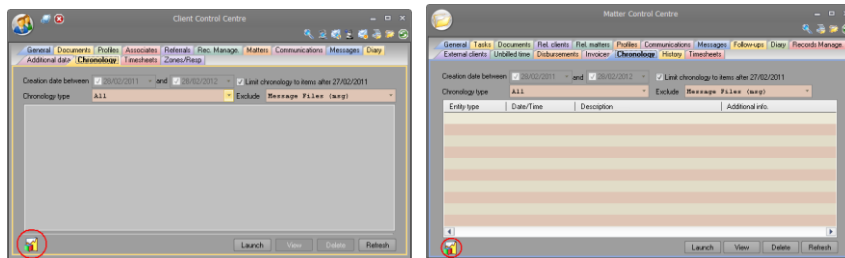 Client Control Centre
General Documents Profiles Associates Referrals Rec. Manage. Matters Communications Messages Diary
Additional data Chronology Timesheets Zones/Resp
Creation date between 28/02/2011 and 28/02/2012 Limit chronology to items after 27/02/2011
Chronology type All Exclude Message Files (msg)
Launch View Delete Refresh
Matter Control Centre
General Tasks Documents Rel. clients Rel. matters Profiles Communications Messages Follow-ups Diary Records Manage.
External clients Unbilled time Disbursements Invoices Chronology History Timesheets
Creation date between 28/02/2011 and 28/02/2012 Limit chronology to items after 27/02/2011
Chronology type All Exclude Message Files (msg)
Entity type Date/Time Description Additional info.
Launch View Delete Refresh